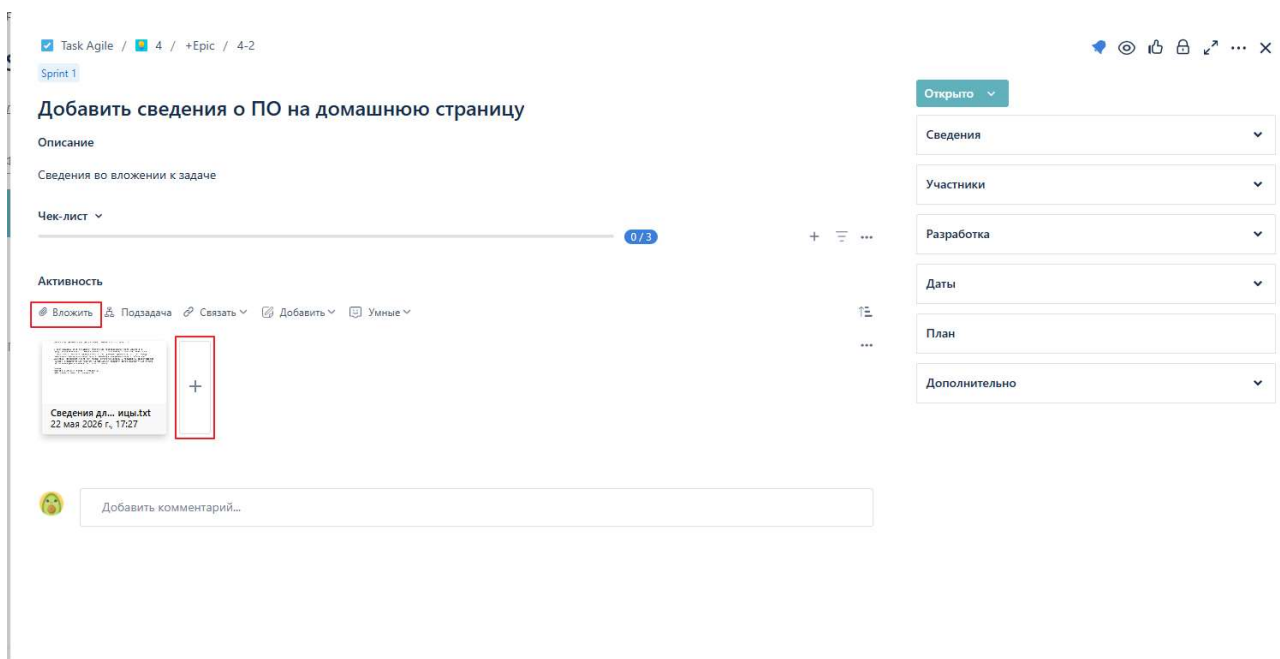 Task Agile / 4 / +Epic / 4-2
Sprint 1
Добавить сведения о ПО на домашнюю страницу
Описание
Сведения во вложении к задаче
Чек-лист
0 / 3
Активность
Вложить Подзадача Связать Добавить Умные
Сведения дл... ицы.txt
22 мая 2026 г., 17:27
Добавить комментарий...
Открыто
Сведения
Участники
Разработка
Даты
План
Дополнительно